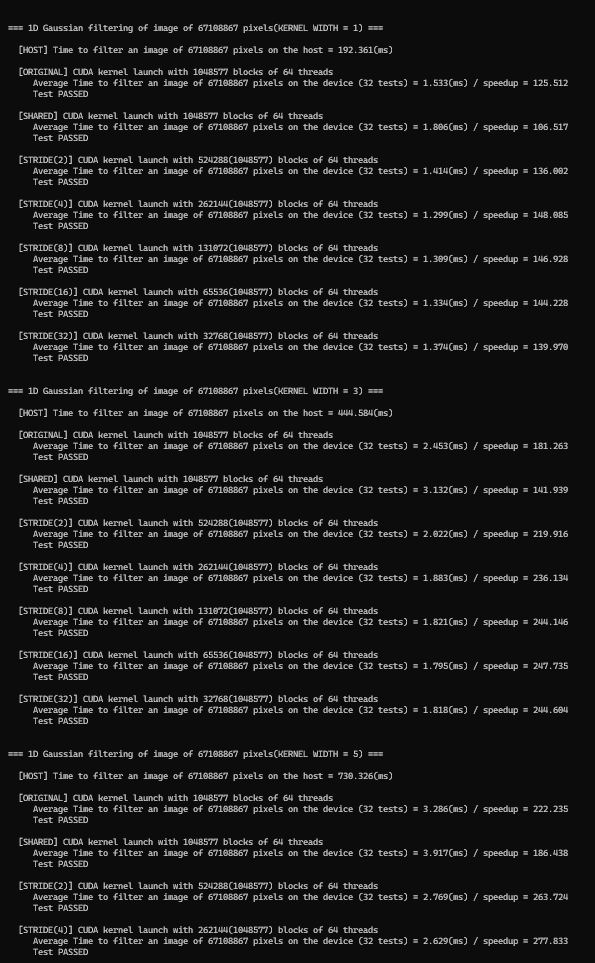 === 1D Gaussian filtering of image of 67108867 pixels(KERNEL WIDTH = 1) ===
[HOST] Time to filter an image of 67108867 pixels on the host = 192.361(ms)
[ORIGINAL] CUDA kernel launch with 1048577 blocks of 64 threads
Average Time to filter an image of 67108867 pixels on the device (32 tests) = 1.533(ms) / speedup = 125.512
Test PASSED
[SHARED] CUDA kernel launch with 1048577 blocks of 64 threads
Average Time to filter an image of 67108867 pixels on the device (32 tests) = 1.806(ms) / speedup = 106.517
Test PASSED
[STRIDE(2)] CUDA kernel launch with 524288(1048577) blocks of 64 threads
Average Time to filter an image of 67108867 pixels on the device (32 tests) = 1.414(ms) / speedup = 136.002
Test PASSED
[STRIDE(4)] CUDA kernel launch with 262144(1048577) blocks of 64 threads
Average Time to filter an image of 67108867 pixels on the device (32 tests) = 1.299(ms) / speedup = 148.085
Test PASSED
[STRIDE(8)] CUDA kernel launch with 131072(1048577) blocks of 64 threads
Average Time to filter an image of 67108867 pixels on the device (32 tests) = 1.309(ms) / speedup = 146.928
Test PASSED
[STRIDE(16)] CUDA kernel launch with 65536(1048577) blocks of 64 threads
Average Time to filter an image of 67108867 pixels on the device (32 tests) = 1.334(ms) / speedup = 144.228
Test PASSED
[STRIDE(32)] CUDA kernel launch with 32768(1048577) blocks of 64 threads
Average Time to filter an image of 67108867 pixels on the device (32 tests) = 1.374(ms) / speedup = 139.970
Test PASSED
=== 1D Gaussian filtering of image of 67108867 pixels(KERNEL WIDTH = 3) ===
[HOST] Time to filter an image of 67108867 pixels on the host = 444.584(ms)
[ORIGINAL] CUDA kernel launch with 1048577 blocks of 64 threads
Average Time to filter an image of 67108867 pixels on the device (32 tests) = 2.453(ms) / speedup = 181.263
Test PASSED
[SHARED] CUDA kernel launch with 1048577 blocks of 64 threads
Average Time to filter an image of 67108867 pixels on the device (32 tests) = 3.132(ms) / speedup = 141.939
Test PASSED
[STRIDE(2)] CUDA kernel launch with 524288(1048577) blocks of 64 threads
Average Time to filter an image of 67108867 pixels on the device (32 tests) = 2.022(ms) / speedup = 219.916
Test PASSED
[STRIDE(4)] CUDA kernel launch with 262144(1048577) blocks of 64 threads
Average Time to filter an image of 67108867 pixels on the device (32 tests) = 1.883(ms) / speedup = 236.134
Test PASSED
[STRIDE(8)] CUDA kernel launch with 131072(1048577) blocks of 64 threads
Average Time to filter an image of 67108867 pixels on the device (32 tests) = 1.821(ms) / speedup = 244.146
Test PASSED
[STRIDE(16)] CUDA kernel launch with 65536(1048577) blocks of 64 threads
Average Time to filter an image of 67108867 pixels on the device (32 tests) = 1.795(ms) / speedup = 247.735
Test PASSED
[STRIDE(32)] CUDA kernel launch with 32768(1048577) blocks of 64 threads
Average Time to filter an image of 67108867 pixels on the device (32 tests) = 1.818(ms) / speedup = 244.604
Test PASSED
=== 1D Gaussian filtering of image of 67108867 pixels(KERNEL WIDTH = 5) ===
[HOST] Time to filter an image of 67108867 pixels on the host = 730.326(ms)
[ORIGINAL] CUDA kernel launch with 1048577 blocks of 64 threads
Average Time to filter an image of 67108867 pixels on the device (32 tests) = 3.286(ms) / speedup = 222.235
Test PASSED
[SHARED] CUDA kernel launch with 1048577 blocks of 64 threads
Average Time to filter an image of 67108867 pixels on the device (32 tests) = 3.917(ms) / speedup = 186.438
Test PASSED
[STRIDE(2)] CUDA kernel launch with 524288(1048577) blocks of 64 threads
Average Time to filter an image of 67108867 pixels on the device (32 tests) = 2.769(ms) / speedup = 263.724
Test PASSED
[STRIDE(4)] CUDA kernel launch with 262144(1048577) blocks of 64 threads
Average Time to filter an image of 67108867 pixels on the device (32 tests) = 2.629(ms) / speedup = 277.833
Test PASSED